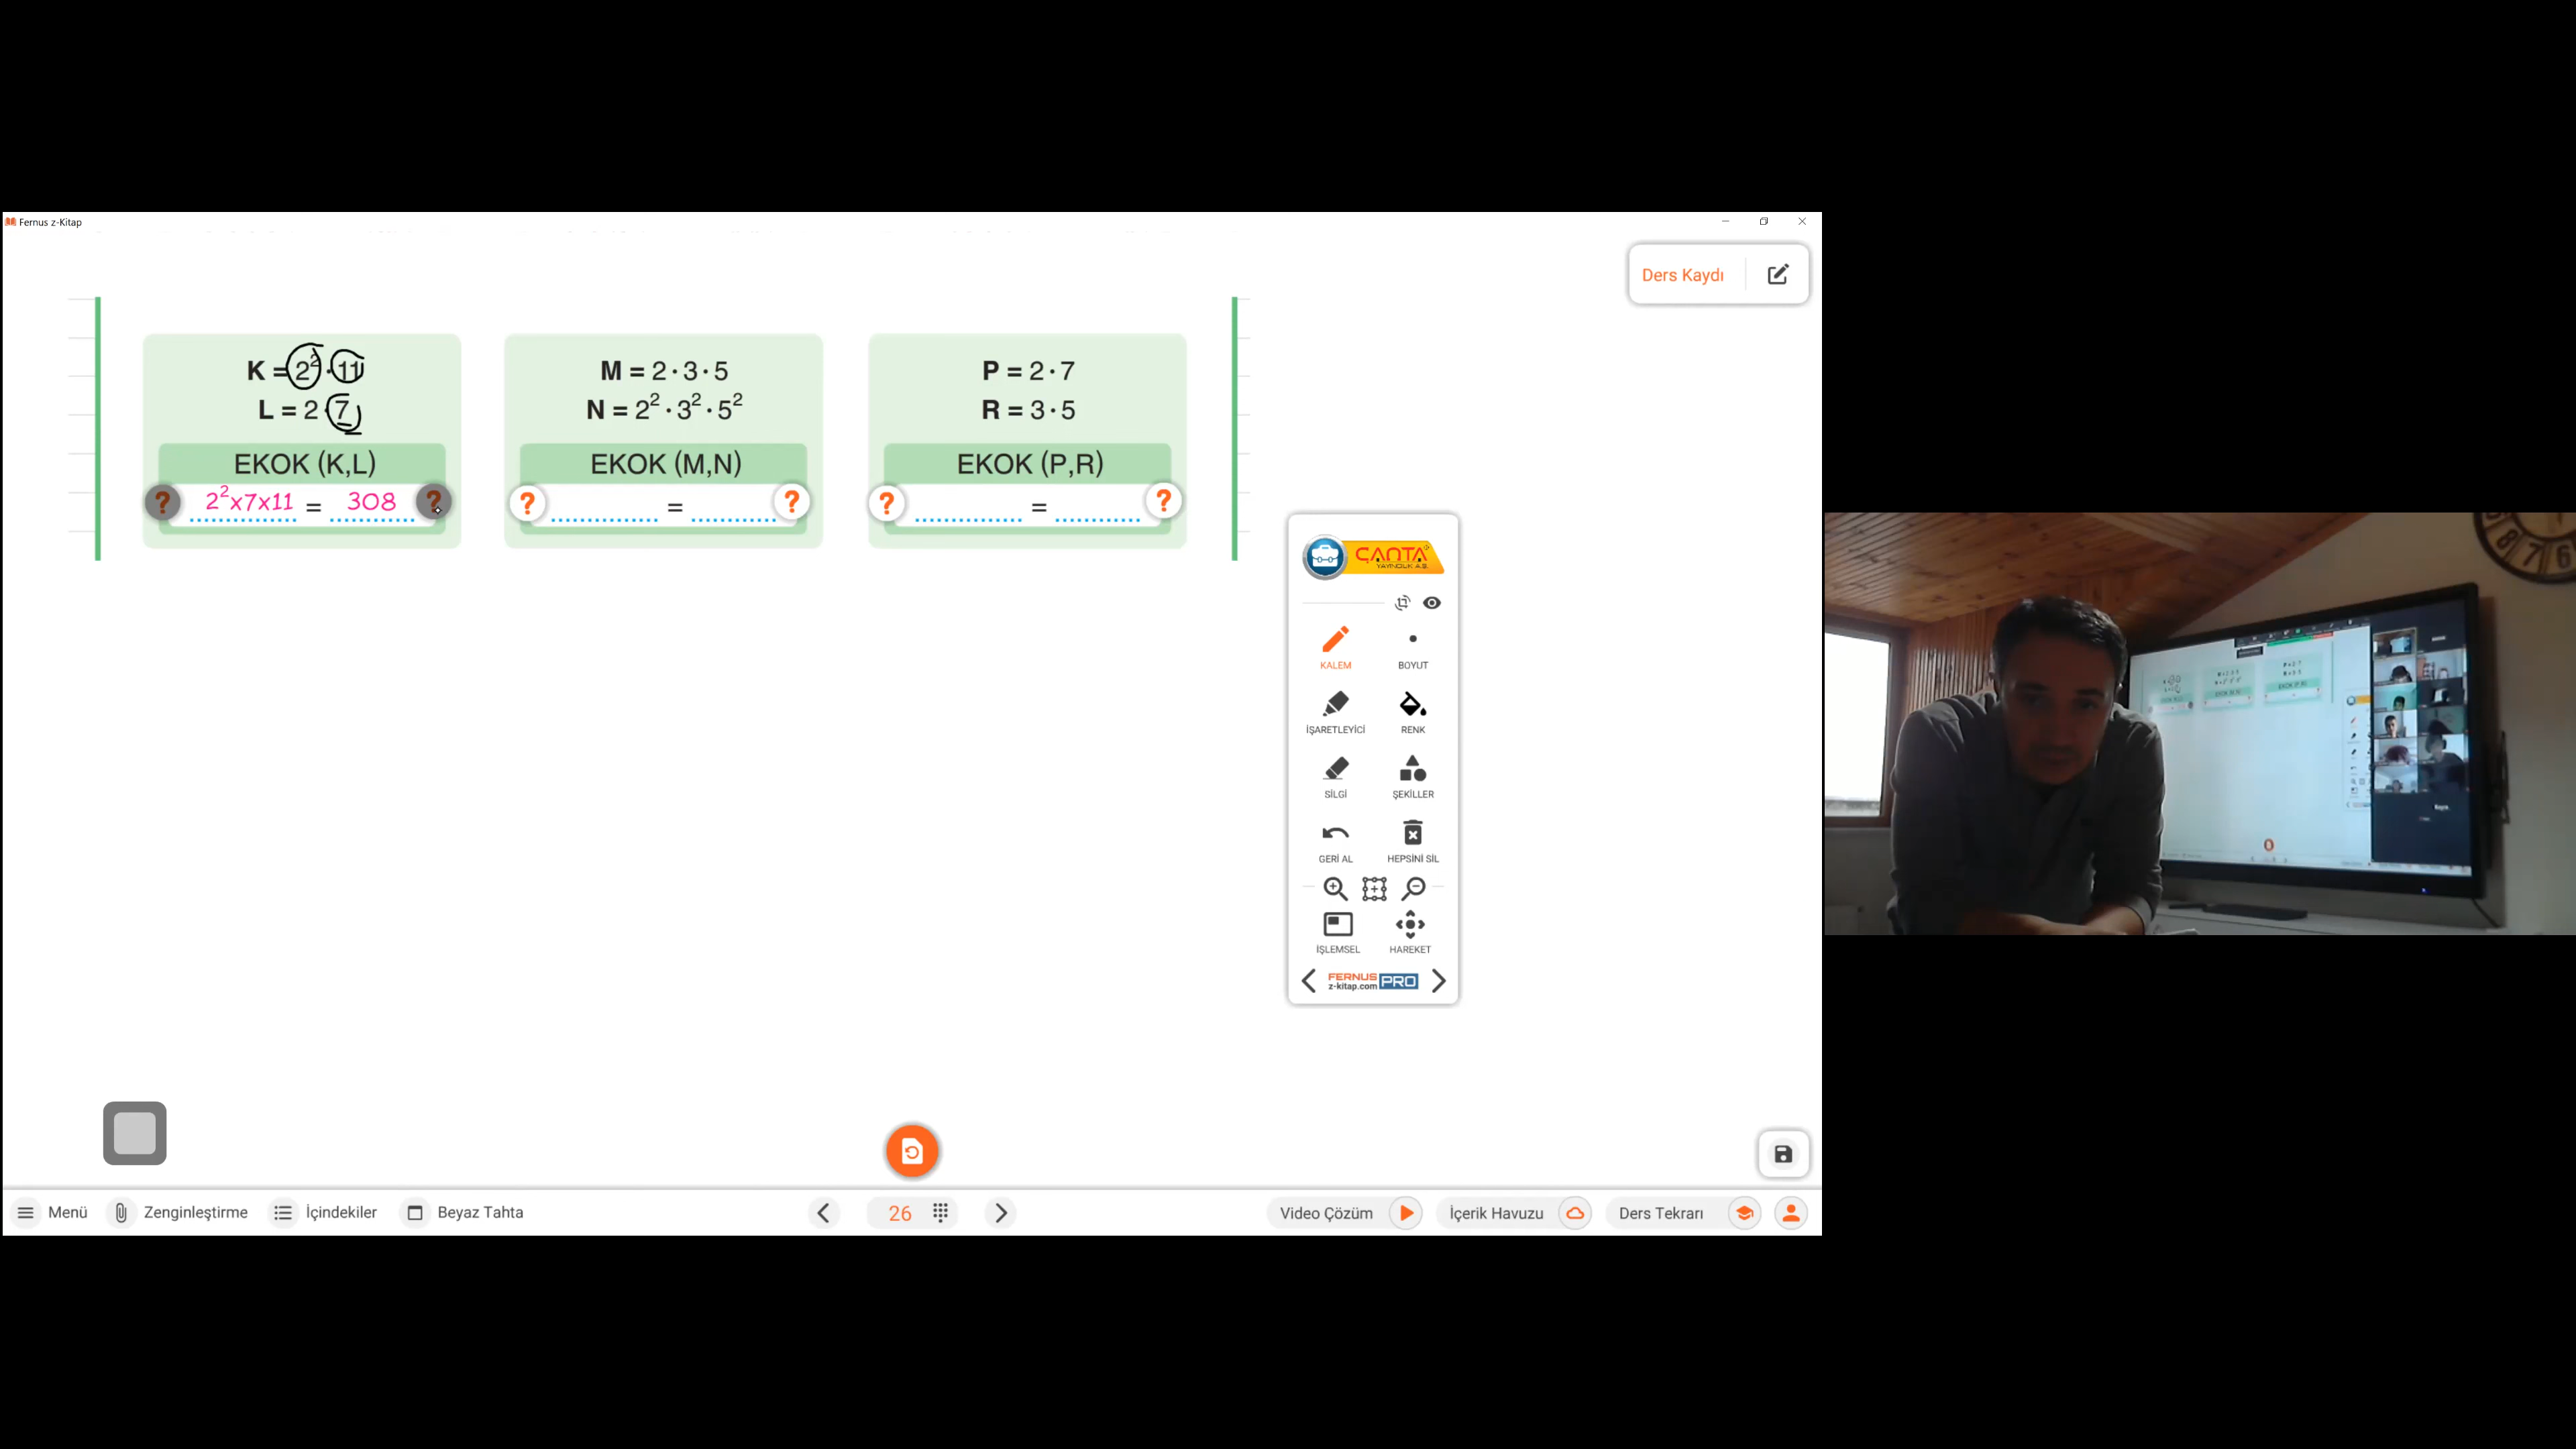 Fernus z-Kitap
Ders Kaydı
K = 2² · 11
L = 2 · 7
EKOK (K,L)
? 2²x7x11 = 308 ?
M = 2 · 3 · 5
N = 2² · 3² · 5²
EKOK (M,N)
? .............. = ........... ?
P = 2 · 7
R = 3 · 5
EKOK (P,R)
? .............. = ........... ?
ÇANTA
YAYINCILIK A.Ş.
KALEM
BOYUT
İŞARETLEYİCİ
RENK
SİLGİ
ŞEKİLLER
GERİ AL
HEPSİNİ SİL
İŞLEMSEL
HAREKET
FERNUS
z-kitap.com PRO
Menü
Zenginleştirme
İçindekiler
Beyaz Tahta
26
Video Çözüm
İçerik Havuzu
Ders Tekrarı